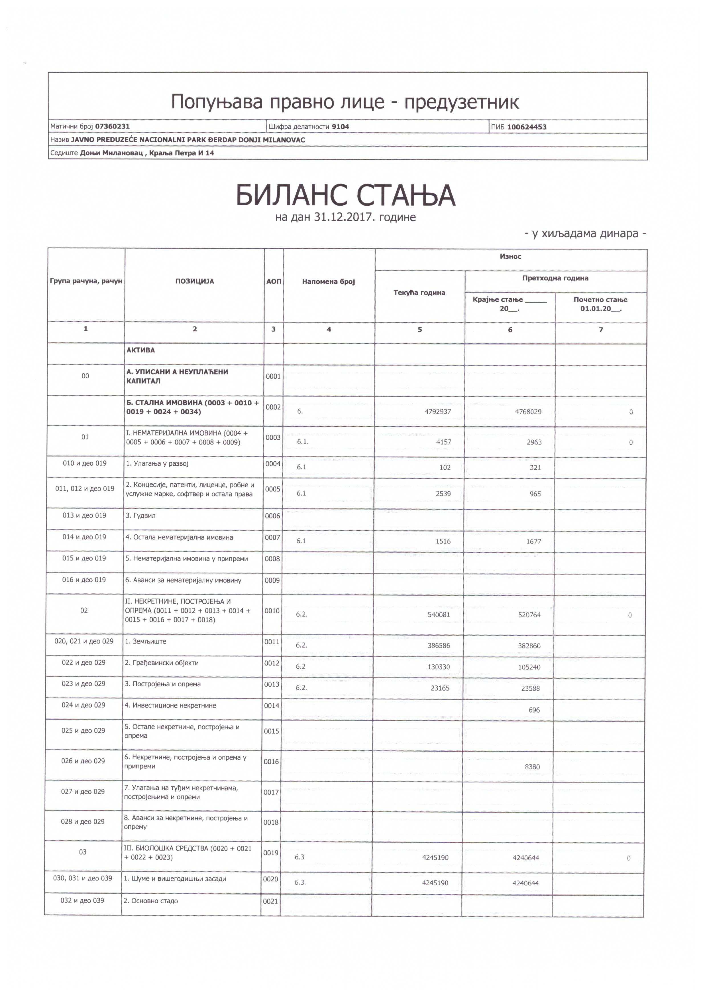 Попуњава правно лице - предузетник
Матични број 07360231 Шифра делатности 9104 ПИБ 100624453
Назив JAVNO PREDUZEĆE NACIONALNI PARK ĐERDAP DONJI MILANOVAC
Седиште Доњи Милановац , Краља Петра И 14
БИЛАНС СТАЊА
на дан 31.12.2017. године
- у хиљадама динара -
Група рачуна, рачун ПОЗИЦИЈА АОП Напомена број Износ
Текућа година Претходна година
Крајње стање _____ 20__. Почетно стање 01.01.20__.
1 2 3 4 5 6 7
АКТИВА
00 А. УПИСАНИ А НЕУПЛАЋЕНИ КАПИТАЛ 0001
Б. СТАЛНА ИМОВИНА (0003 + 0010 + 0019 + 0024 + 0034) 0002 6. 4792937 4768029 0
01 I. НЕМАТЕРИЈАЛНА ИМОВИНА (0004 + 0005 + 0006 + 0007 + 0008 + 0009) 0003 6.1. 4157 2963 0
010 и део 019 1. Улагања у развој 0004 6.1 102 321
011, 012 и део 019 2. Концесије, патенти, лиценце, робне и услужне марке, софтвер и остала права 0005 6.1 2539 965
013 и део 019 3. Гудвил 0006
014 и део 019 4. Остала нематеријална имовина 0007 6.1 1516 1677
015 и део 019 5. Нематеријална имовина у припреми 0008
016 и део 019 6. Аванси за нематеријалну имовину 0009
02 II. НЕКРЕТНИНЕ, ПОСТРОЈЕЊА И ОПРЕМА (0011 + 0012 + 0013 + 0014 + 0015 + 0016 + 0017 + 0018) 0010 6.2. 540081 520764 0
020, 021 и део 029 1. Земљиште 0011 6.2. 386586 382860
022 и део 029 2. Грађевински објекти 0012 6.2 130330 105240
023 и део 029 3. Постројења и опрема 0013 6.2. 23165 23588
024 и део 029 4. Инвестиционе некретнине 0014 696
025 и део 029 5. Остале некретнине, постројења и опрема 0015
026 и део 029 6. Некретнине, постројења и опрема у припреми 0016 8380
027 и део 029 7. Улагања на туђим некретнинама, постројењима и опреми 0017
028 и део 029 8. Аванси за некретнине, постројења и опрему 0018
03 III. БИОЛОШКА СРЕДСТВА (0020 + 0021 + 0022 + 0023) 0019 6.3 4245190 4240644 0
030, 031 и део 039 1. Шуме и вишегодишњи засади 0020 6.3. 4245190 4240644
032 и део 039 2. Основно стадо 0021